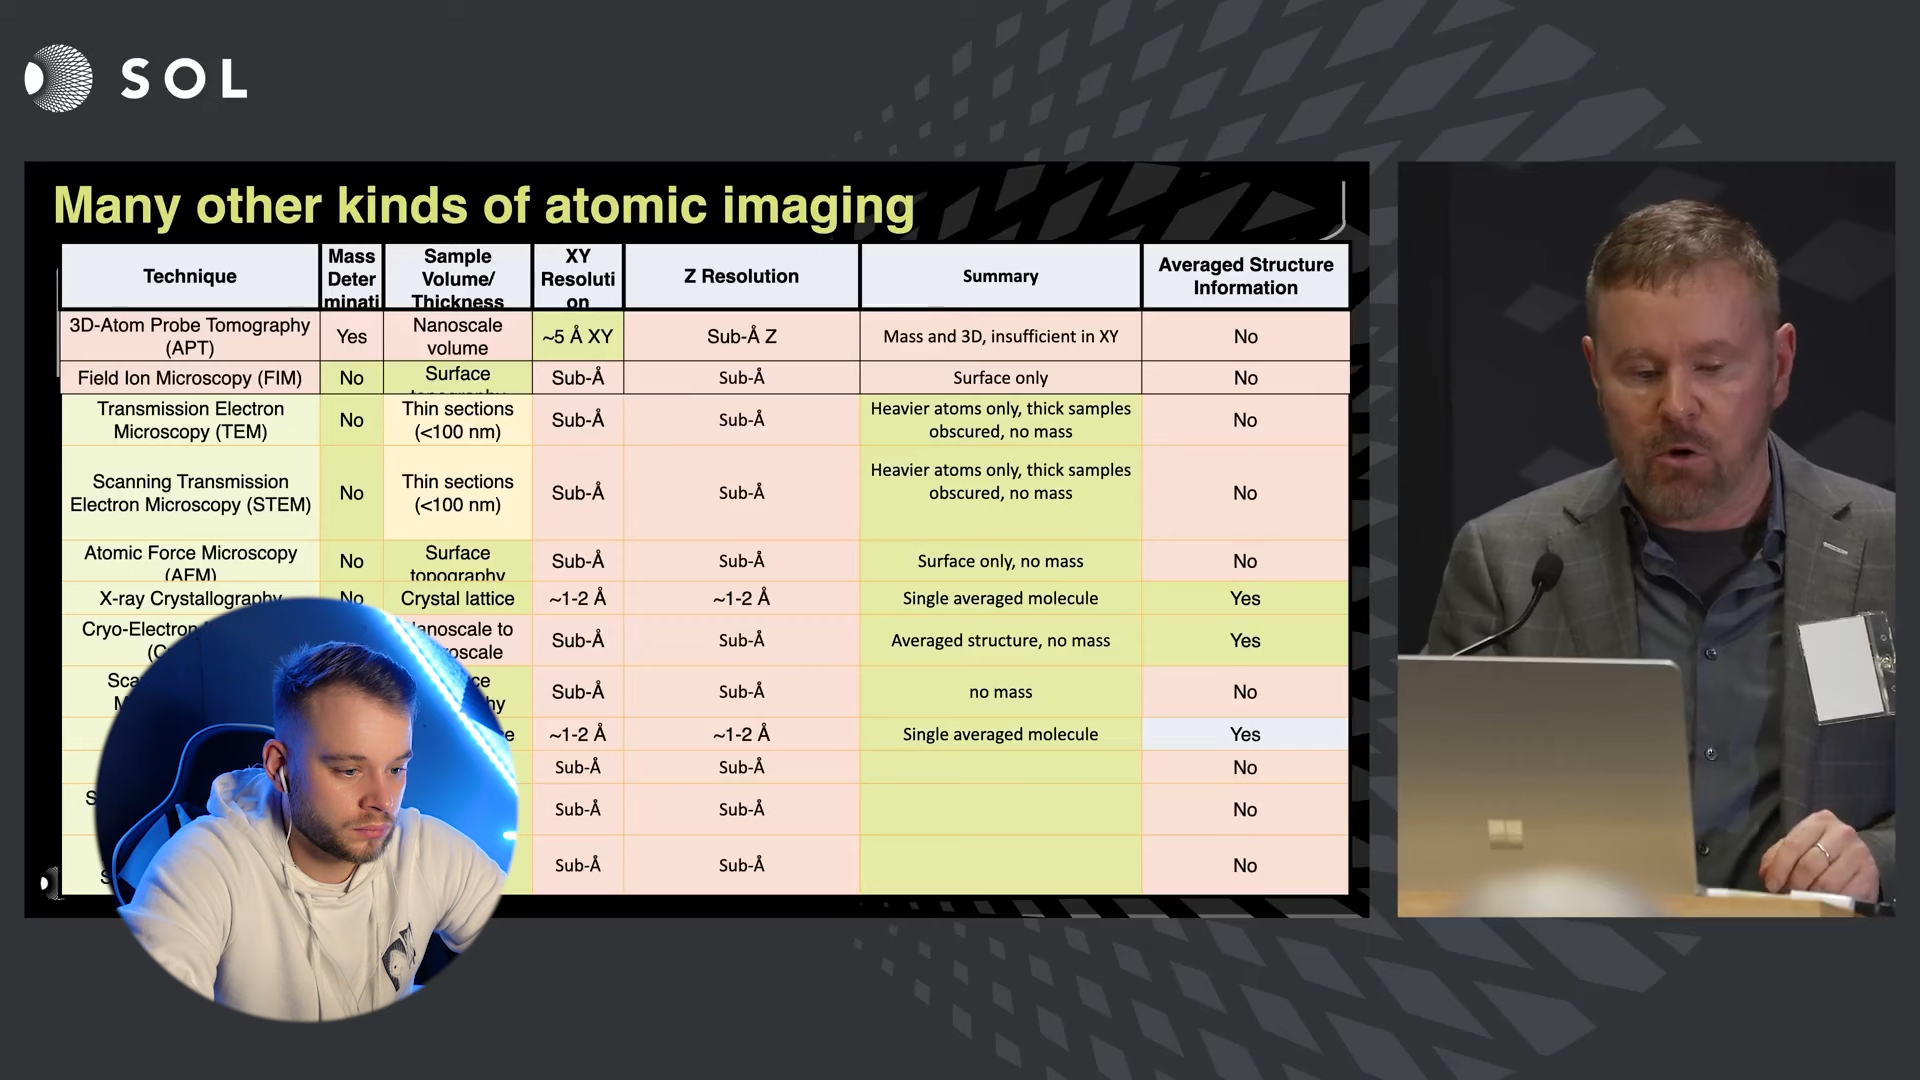 SOL
Many other kinds of atomic imaging
Technique
Mass
Deter
minati
Sample
Volume/
Thickness
XY
Resoluti
on
Z Resolution
Summary
Averaged Structure
Information
3D-Atom Probe Tomography
(APT)
Yes
Nanoscale
volume
~5 Å XY
Sub-Å Z
Mass and 3D, insufficient in XY
No
Field Ion Microscopy (FIM)
No
Surface
Sub-Å
Sub-Å
Surface only
No
Transmission Electron
Microscopy (TEM)
No
Thin sections
(<100 nm)
Sub-Å
Sub-Å
Heavier atoms only, thick samples
obscured, no mass
No
Scanning Transmission
Electron Microscopy (STEM)
No
Thin sections
(<100 nm)
Sub-Å
Sub-Å
Heavier atoms only, thick samples
obscured, no mass
No
Atomic Force Microscopy
(AFM)
No
Surface
topography
Sub-Å
Sub-Å
Surface only, no mass
No
X-ray Crystallography
No
Crystal lattice
~1-2 Å
~1-2 Å
Single averaged molecule
Yes
Cryo-Electron
to
Sub-Å
Sub-Å
Averaged structure, no mass
Yes
Sub-Å
Sub-Å
no mass
No
~1-2 Å
~1-2 Å
Single averaged molecule
Yes
Sub-Å
Sub-Å
No
Sub-Å
Sub-Å
No
Sub-Å
Sub-Å
No